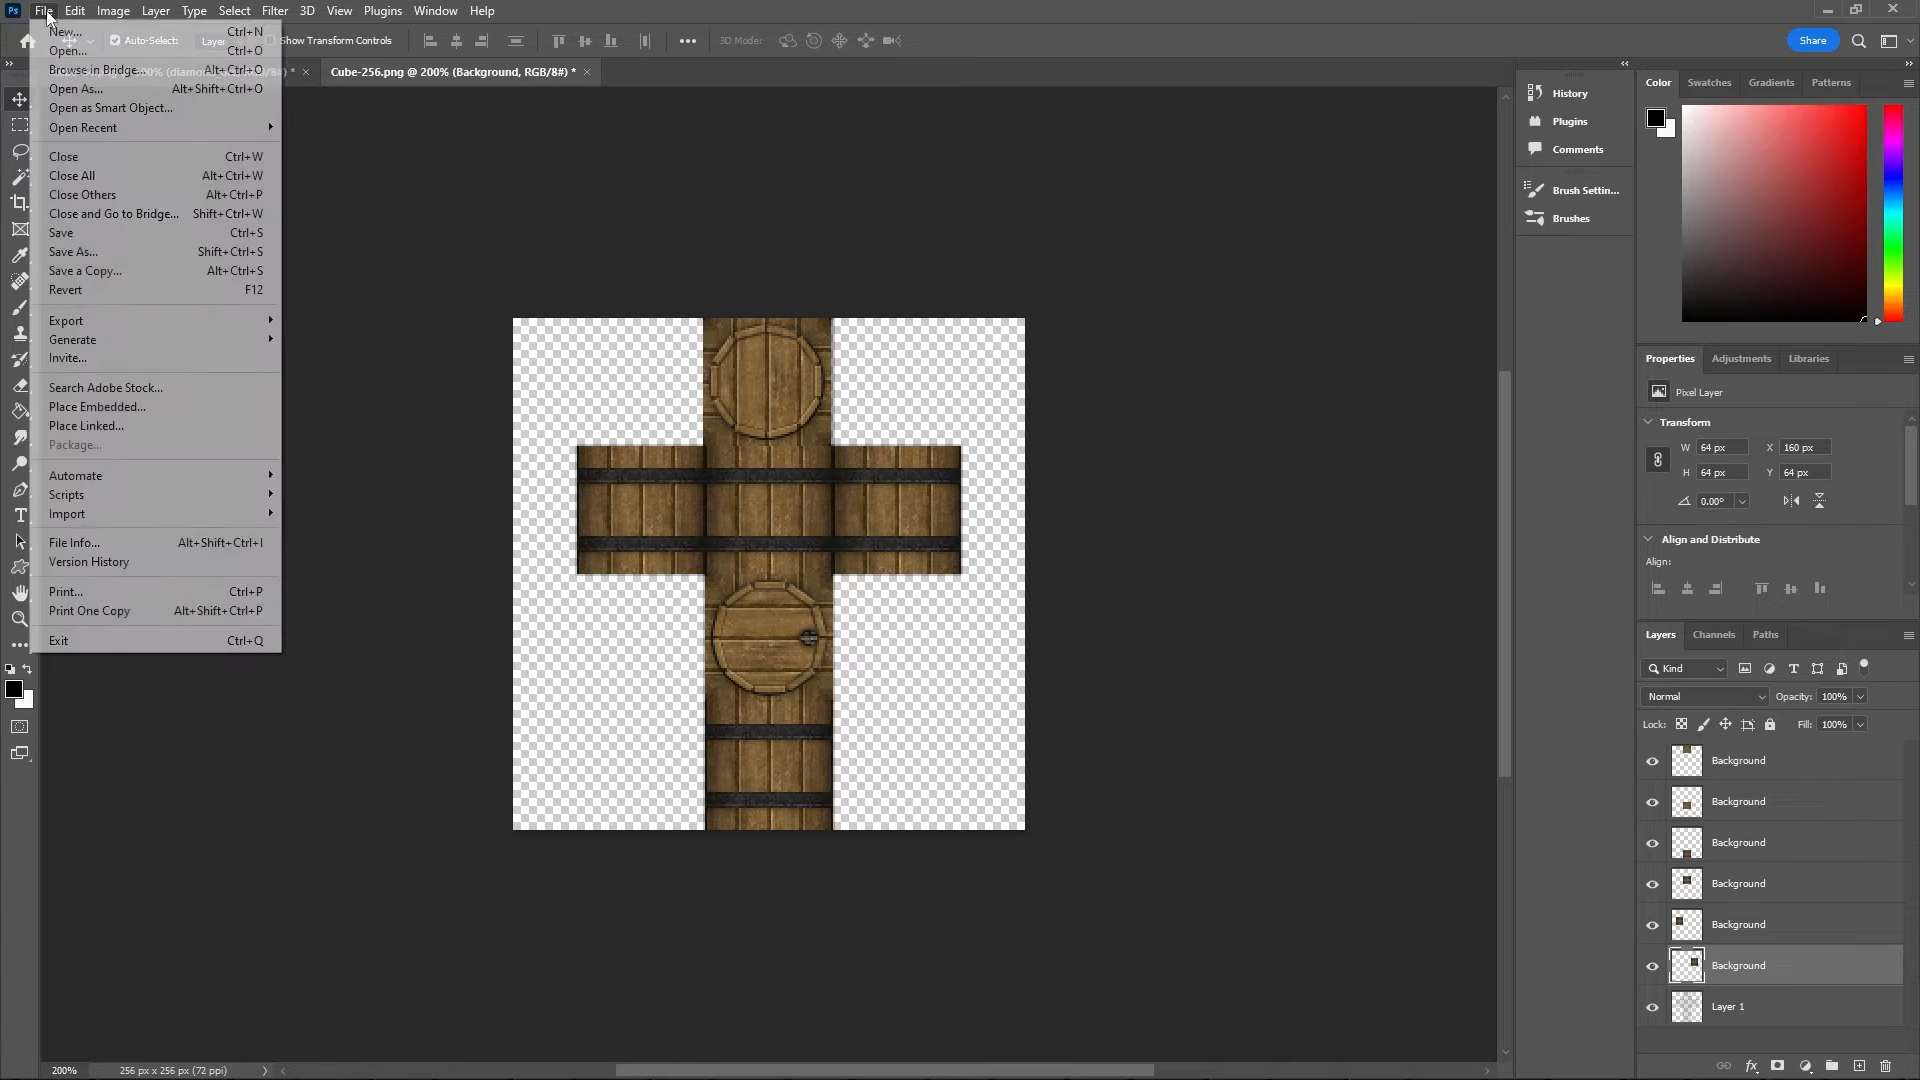 Ps File Edit Image Layer Type Select Filter 3D View Plugins Window Help
Auto-Select: Layer Show Transform Controls 3D Mode: Share
Cube-256.png @ 200% (Background, RGB/8#) *
New... Ctrl+N
Open... Ctrl+O
Browse in Bridge... Alt+Ctrl+O
Open As... Alt+Shift+Ctrl+O
Open as Smart Object...
Open Recent
Close Ctrl+W
Close All Alt+Ctrl+W
Close Others Alt+Ctrl+P
Close and Go to Bridge... Shift+Ctrl+W
Save Ctrl+S
Save As... Shift+Ctrl+S
Save a Copy... Alt+Ctrl+S
Revert F12
Export
Generate
Invite...
Search Adobe Stock...
Place Embedded...
Place Linked...
Package...
Automate
Scripts
Import
File Info... Alt+Shift+Ctrl+I
Version History
Print... Ctrl+P
Print One Copy Alt+Shift+Ctrl+P
Exit Ctrl+Q
200% 256 px x 256 px (72 ppi)
History
Plugins
Comments
Brush Settin...
Brushes
Color Swatches Gradients Patterns
Properties Adjustments Libraries
Pixel Layer
Transform
W 64 px X 160 px
H 64 px Y 64 px
0.00°
Align and Distribute
Align:
Layers Channels Paths
Kind
Normal Opacity: 100%
Lock: Fill: 100%
Background
Background
Background
Background
Background
Background
Layer 1